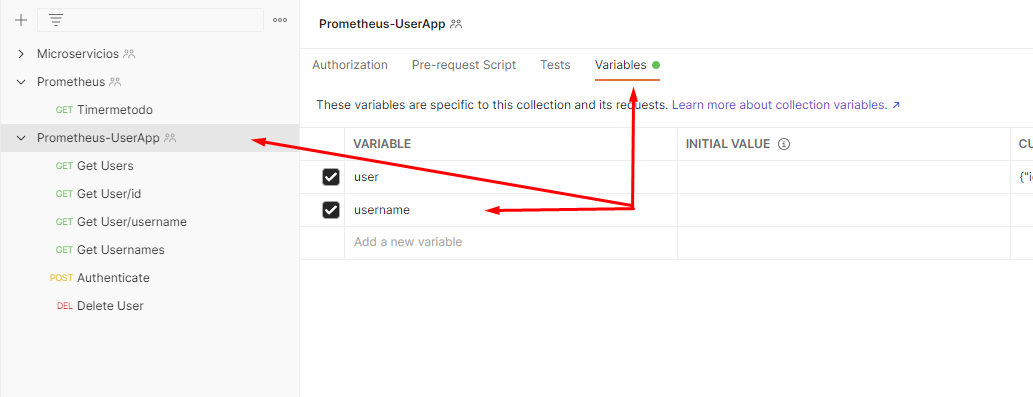 Microservicios
Prometheus
GET Timermetodo
Prometheus-UserApp
GET Get Users
GET Get User/id
GET Get User/username
GET Get Usernames
POST Authenticate
DEL Delete User
Prometheus-UserApp
Authorization Pre-request Script Tests Variables
These variables are specific to this collection and its requests. Learn more about collection variables. ↗
VARIABLE INITIAL VALUE CU
user {"i
username
Add a new variable